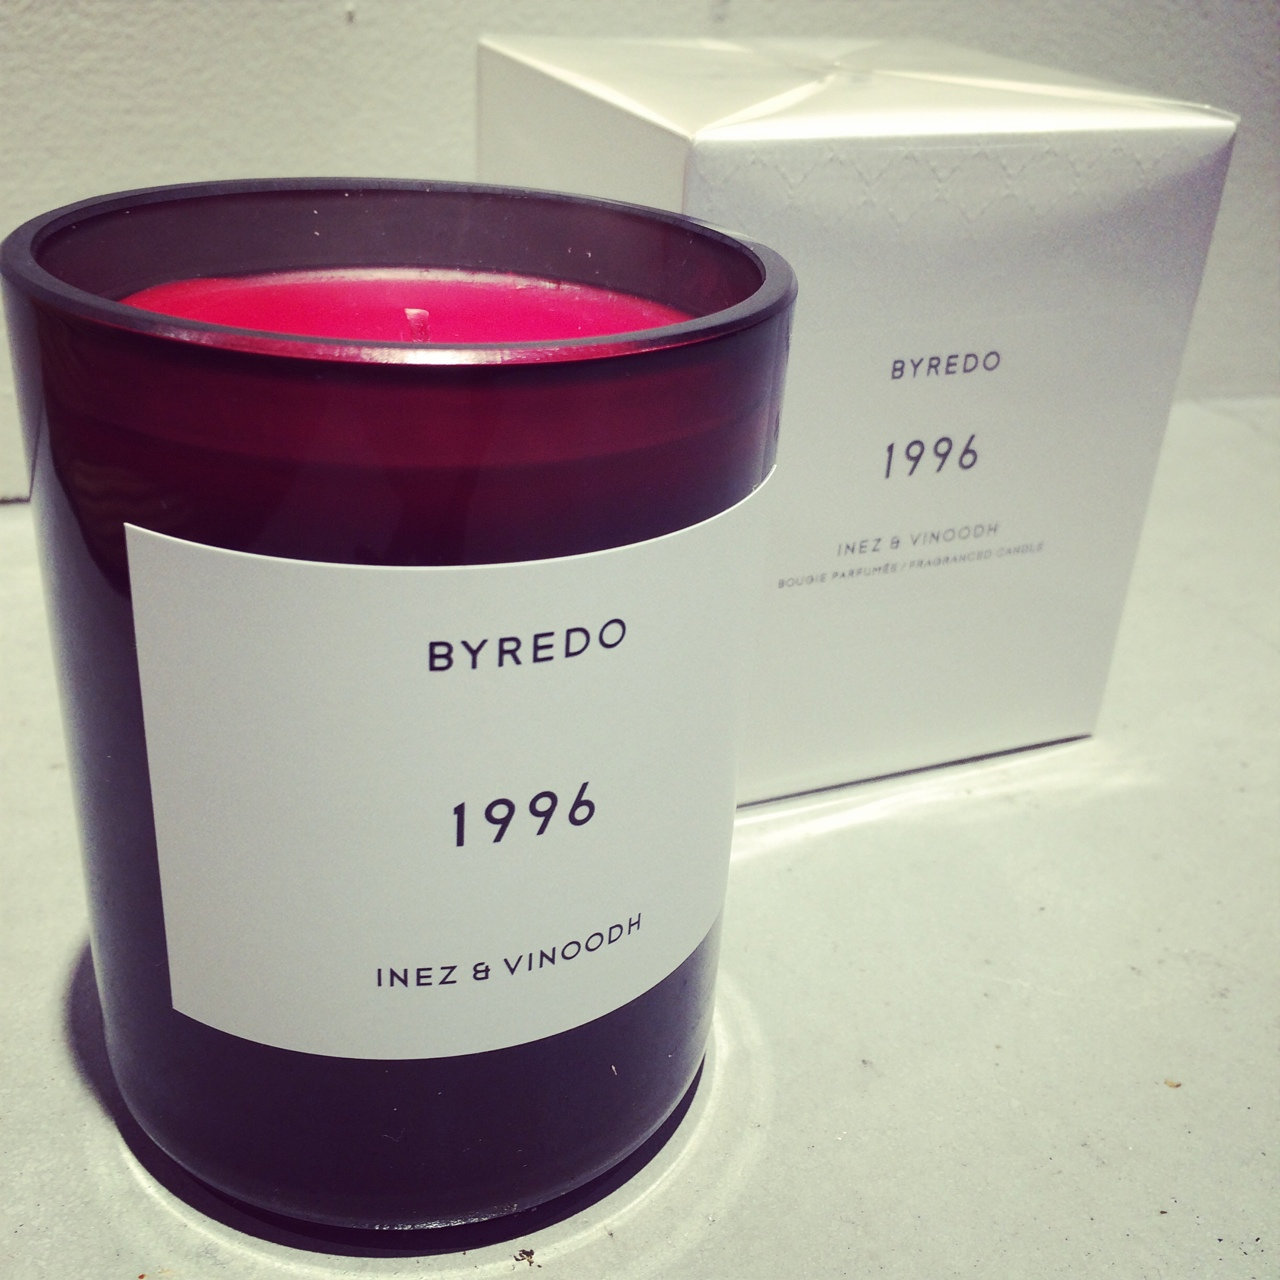 BYREDO
1996
INEZ & VINOODH
BYREDO
1996
INEZ & VINOODH
BOUGIE PARFUMÉE / FRAGRANCED CANDLE